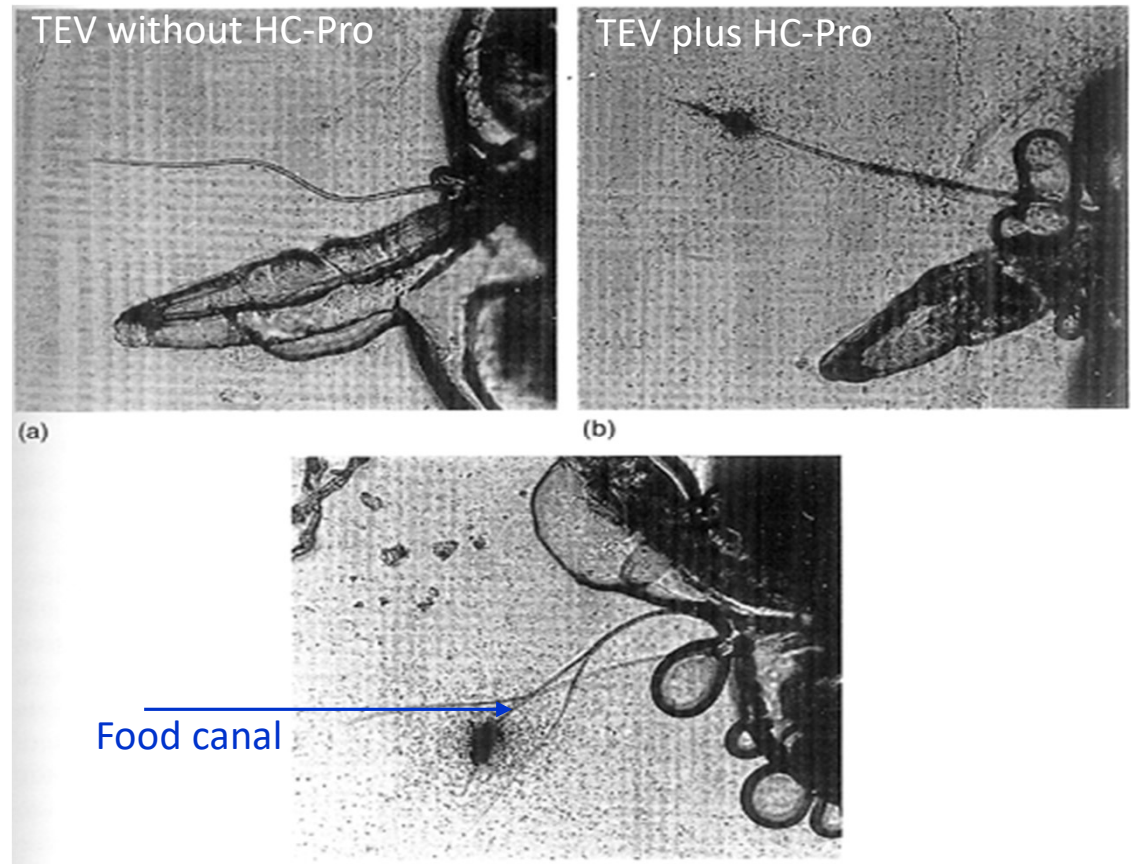 TEV without HC-Pro
TEV plus HC-Pro
(a)
(b)
Food canal